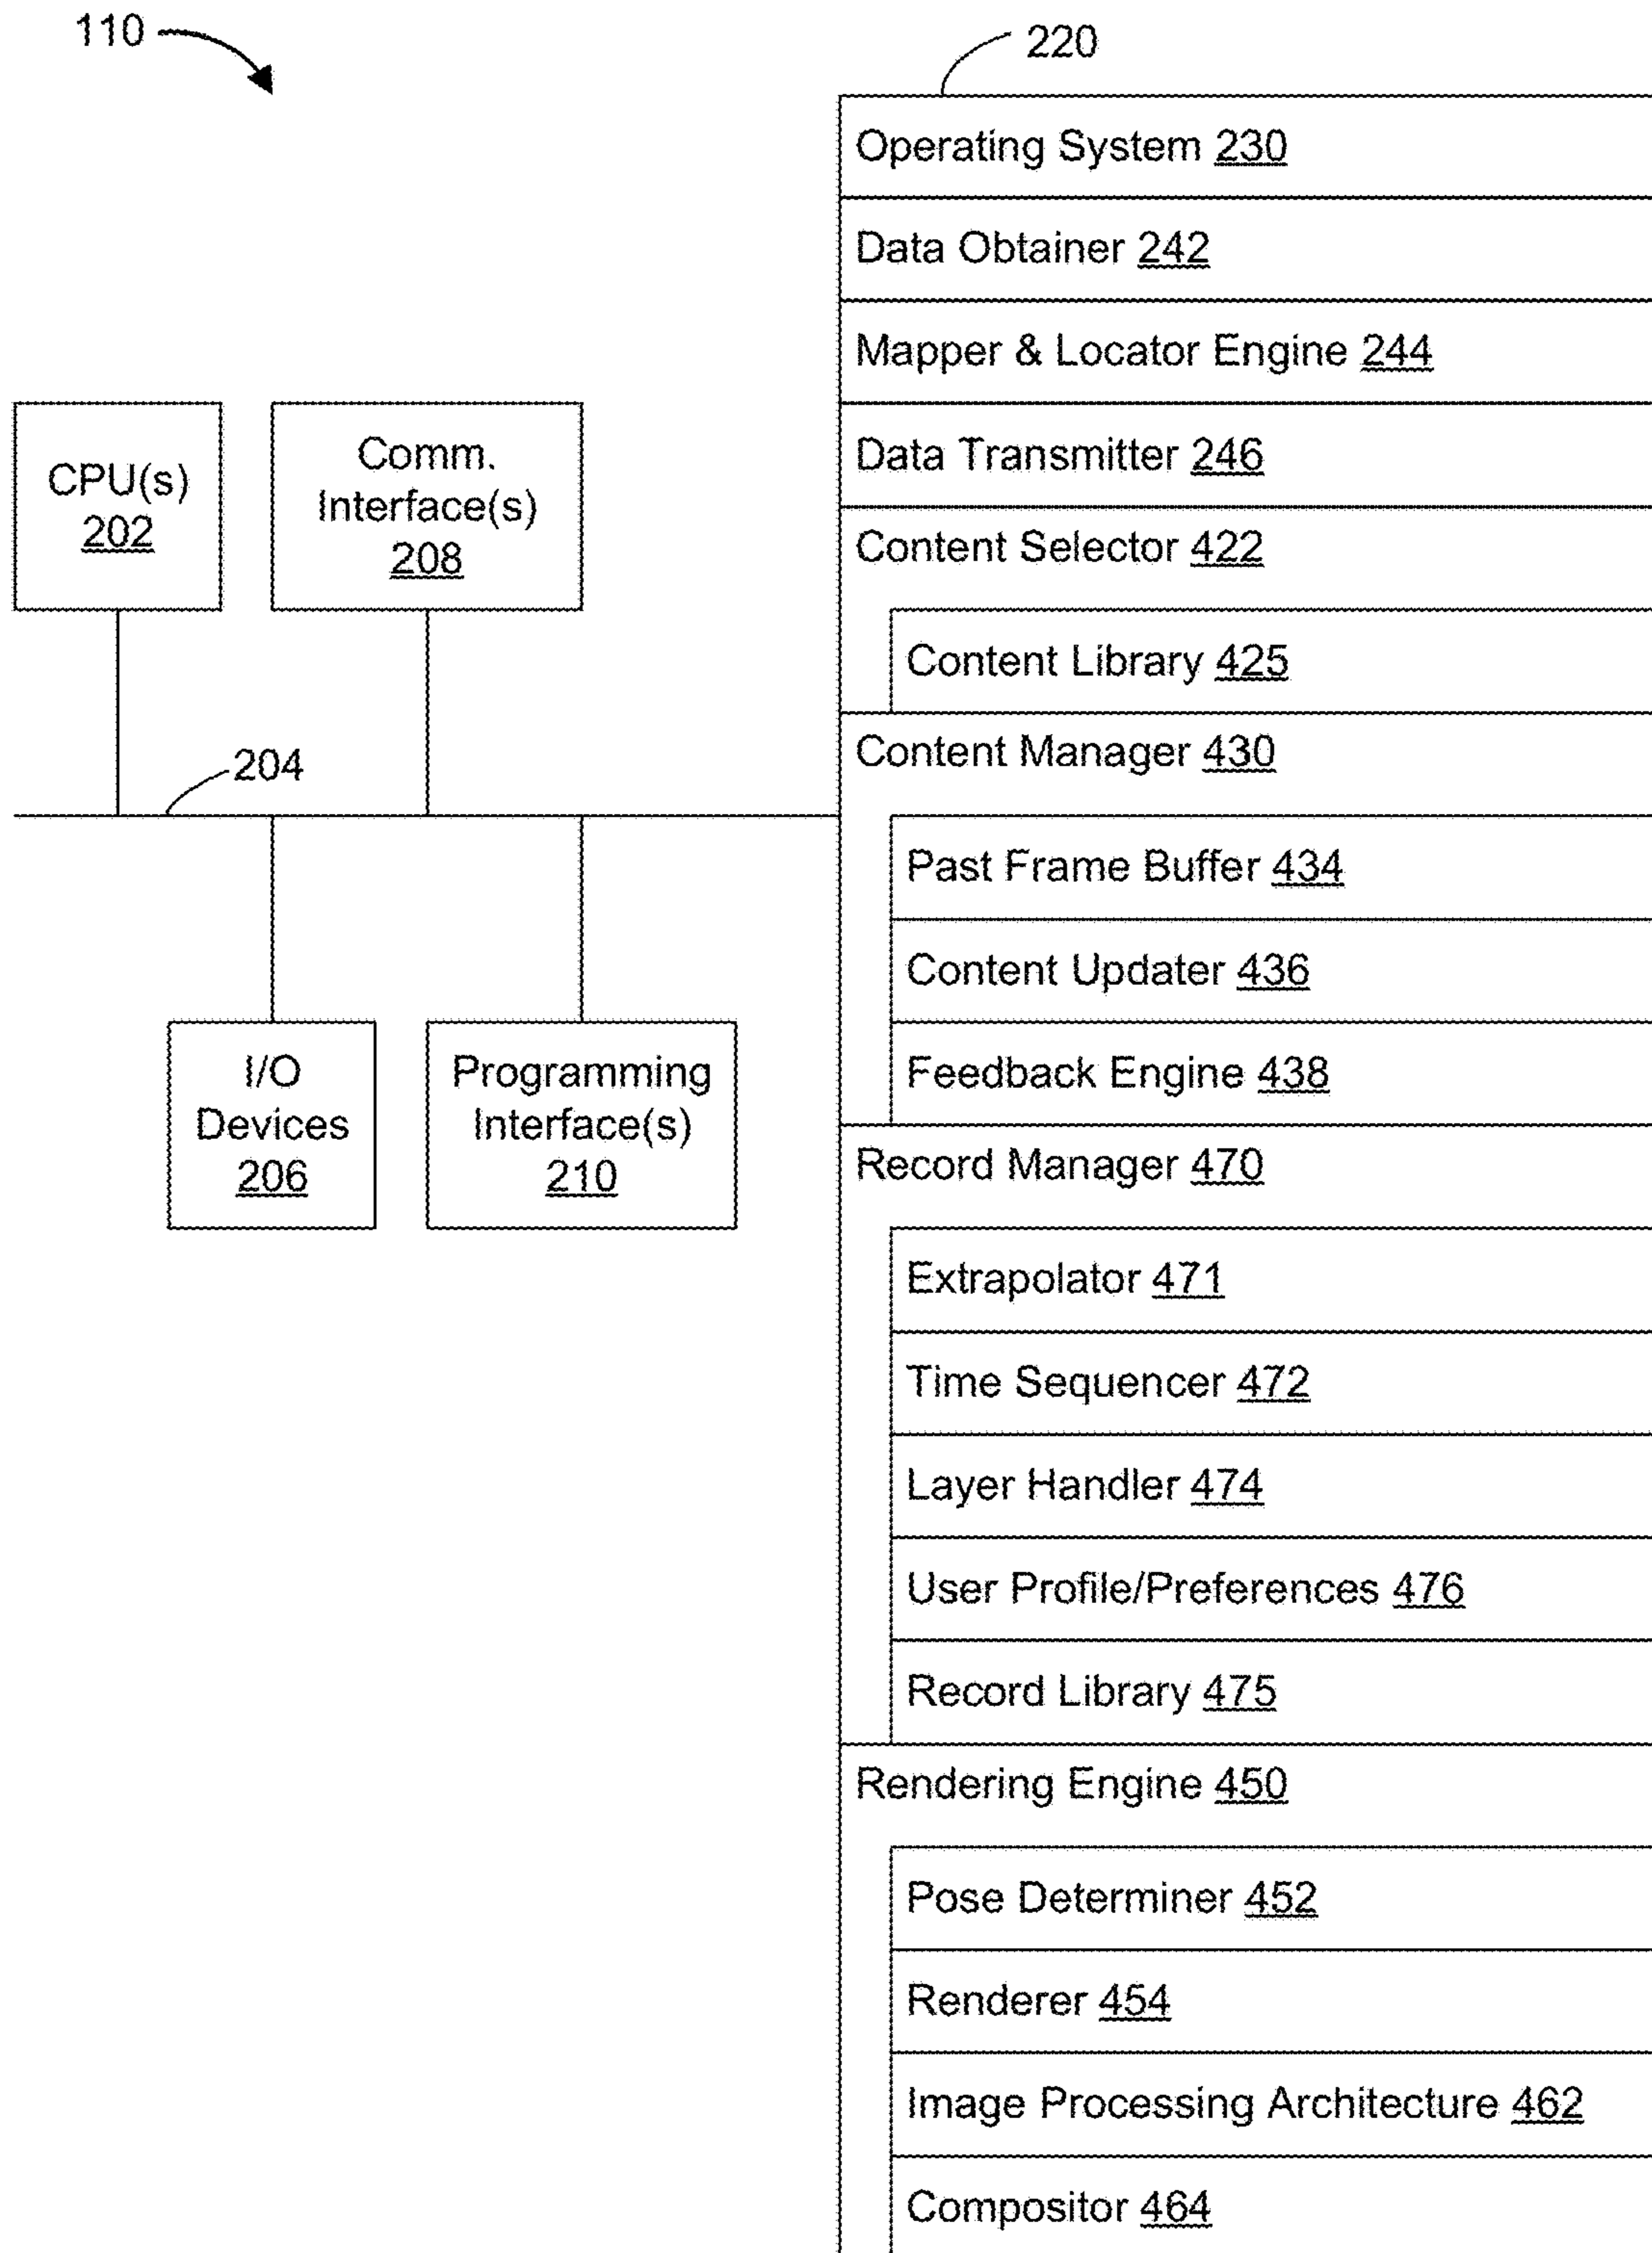 110
220
Operating System 230
Data Obtainer 242
Mapper & Locator Engine 244
Data Transmitter 246
Content Selector 422
Content Library 425
Content Manager 430
Past Frame Buffer 434
Content Updater 436
Feedback Engine 438
Record Manager 470
Extrapolator 471
Time Sequencer 472
Layer Handler 474
User Profile/Preferences 476
Record Library 475
Rendering Engine 450
Pose Determiner 452
Renderer 454
Image Processing Architecture 462
Compositor 464
CPU(s)
202
Comm.
Interface(s)
208
204
I/O
Devices
206
Programming
Interface(s)
210